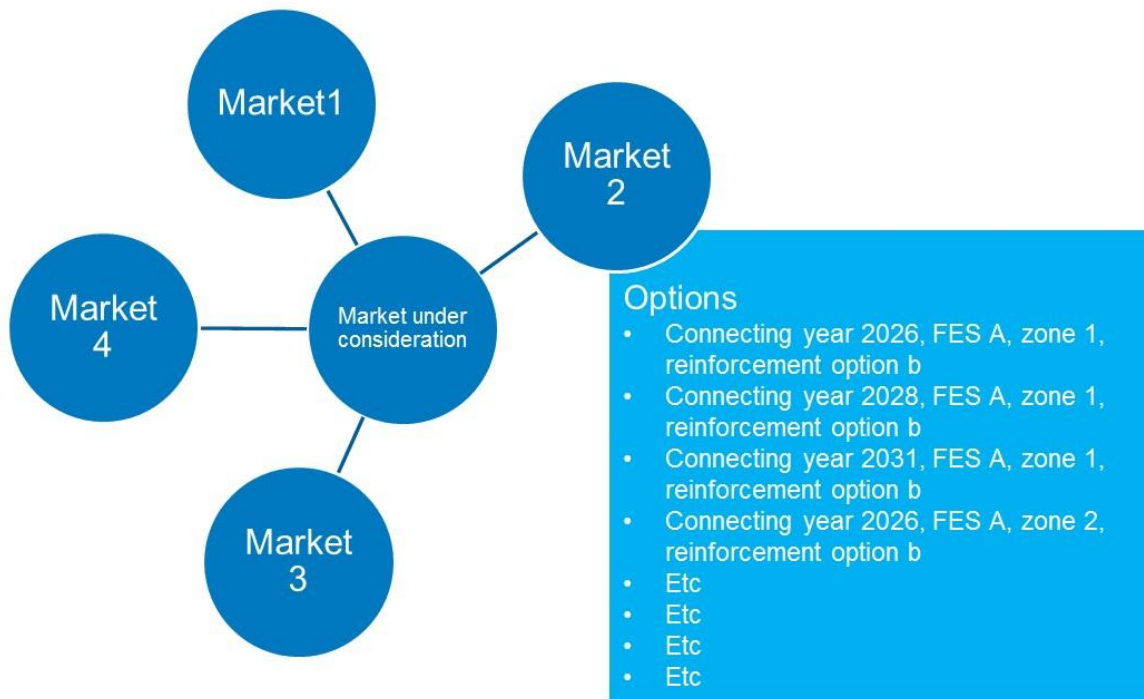 Market1
Market
2
Market
4
Market under
consideration
Market
3
Options
• Connecting year 2026, FES A, zone 1,
reinforcement option b
• Connecting year 2028, FES A, zone 1,
reinforcement option b
• Connecting year 2031, FES A, zone 1,
reinforcement option b
• Connecting year 2026, FES A, zone 2,
reinforcement option b
• Etc
• Etc
• Etc
• Etc